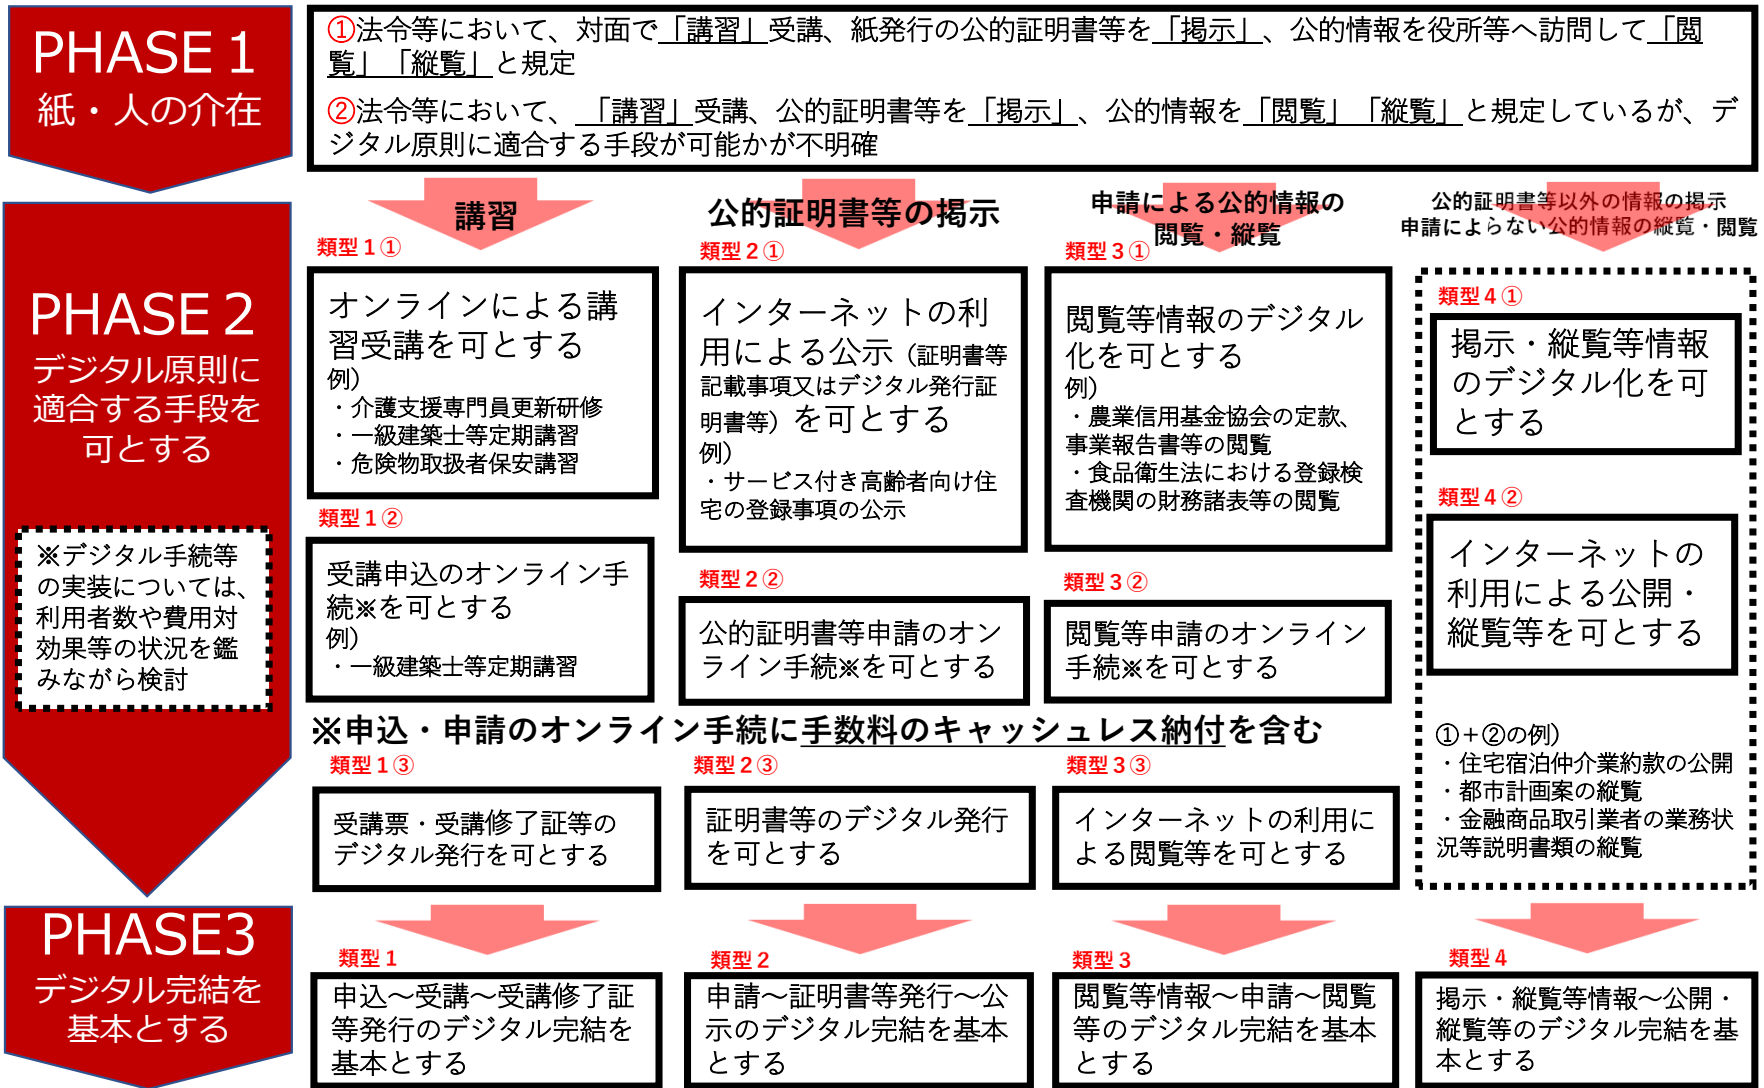 PHASE１
紙・人の介在
①法令等において、対面で「講習」受講、紙発行の公的証明書等を「掲示」、公的情報を役所等へ訪問して「閲
覧」「縦覧」と規定
②法令等において、「講習」受講、公的証明書等を「掲示」、公的情報を「閲覧」「縦覧」と規定しているが、デ
ジタル原則に適合する手段が可能かが不明確
PHASE２
デジタル原則に
適合する手段を
可とする
※デジタル手続等
の実装については、
利用者数や費用対
効果等の状況を鑑
みながら検討
講習
類型１①
オンラインによる講
習受講を可とする
例）
・介護支援専門員更新研修
・一級建築士等定期講習
・危険物取扱者保安講習
類型１②
受講申込のオンライン手
続※を可とする
例）
・一級建築士等定期講習
公的証明書等の掲示
類型２①
インターネットの利
用による公示（証明書等
記載事項又はデジタル発行証
明書等）を可とする
例）
・サービス付き高齢者向け住
宅の登録事項の公示
類型２②
公的証明書等申請のオン
ライン手続※を可とする
申請による公的情報の
閲覧・縦覧
類型３①
閲覧等情報のデジタル
化を可とする
例）
・農業信用基金協会の定款、
事業報告書等の閲覧
・食品衛生法における登録検
査機関の財務諸表等の閲覧
類型３②
閲覧等申請のオンライン
手続※を可とする
公的証明書等以外の情報の掲示
申請によらない公的情報の縦覧・閲覧
類型４①
掲示・縦覧等情報
のデジタル化を可
とする
類型４②
インターネットの
利用による公開・
縦覧等を可とする
①＋②の例）
・住宅宿泊仲介業約款の公開
・都市計画案の縦覧
・金融商品取引業者の業務状
況等説明書類の縦覧
※申込・申請のオンライン手続に手数料のキャッシュレス納付を含む
類型１③
受講票・受講修了証等の
デジタル発行を可とする
類型２③
証明書等のデジタル発行
を可とする
類型３③
インターネットの利用に
よる閲覧等を可とする
PHASE3
デジタル完結を
基本とする
類型１
申込～受講～受講修了証
等発行のデジタル完結を
基本とする
類型２
申請～証明書等発行～公
示のデジタル完結を基本
とする
類型３
閲覧等情報～申請～閲覧
等のデジタル完結を基本
とする
類型４
掲示・縦覧等情報～公開・
縦覧等のデジタル完結を基
本とする